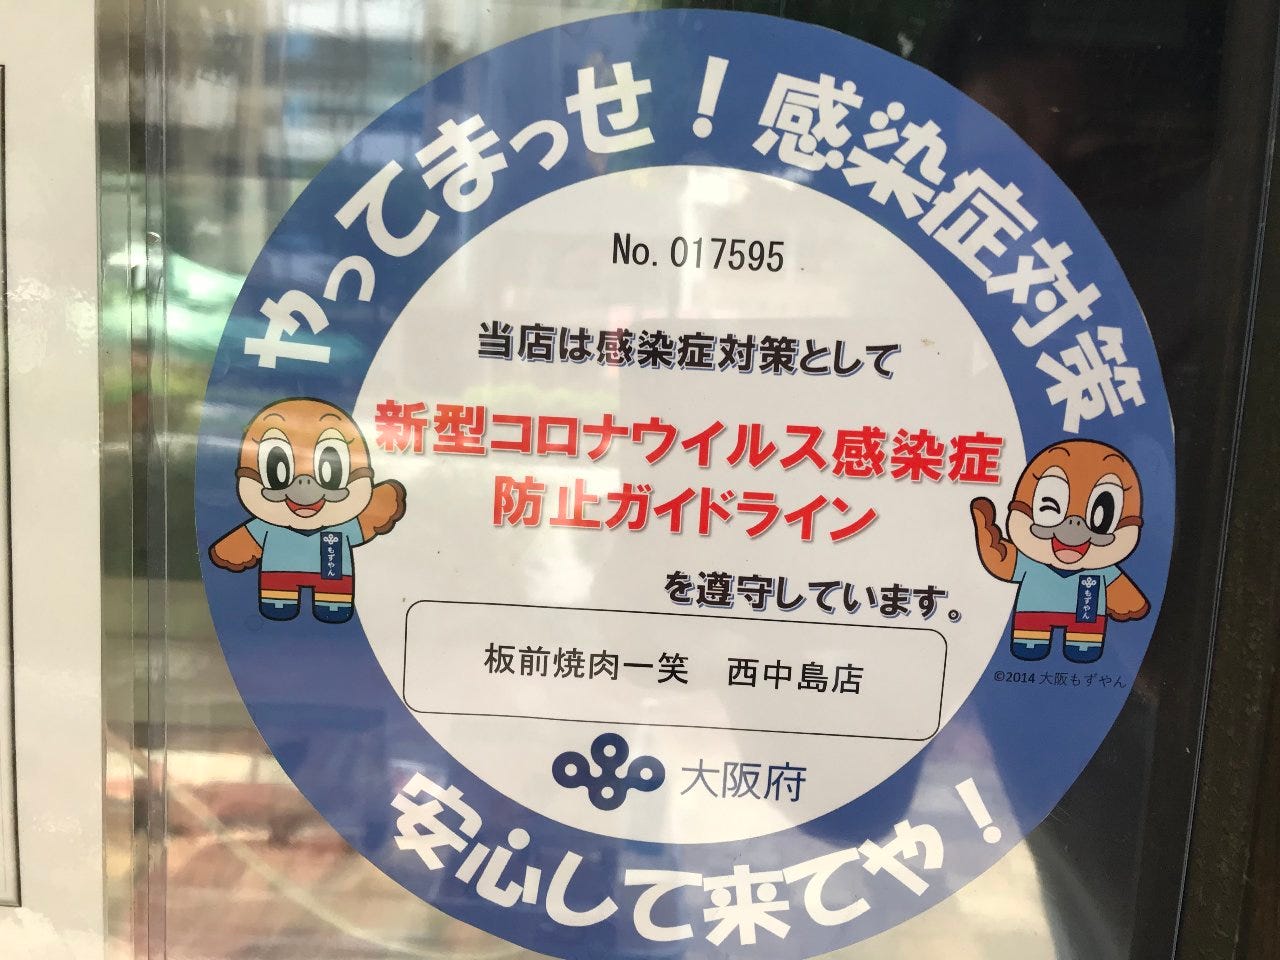 やってまっせ！感染症対策
No. 017595
当店は感染症対策として
新型コロナウイルス感染症
防止ガイドライン
を遵守しています。
もずやん
もずやん
©2014 大阪もずやん
板前焼肉一笑　西中島店
大阪府
安心して来てや！